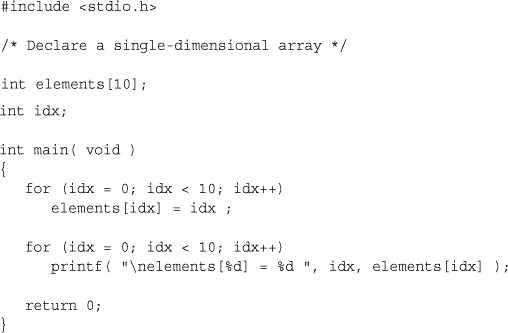 #include <stdio.h>
/* Declare a single-dimensional array */
int elements[10];
int idx;
int main( void )
{
for (idx = 0; idx < 10; idx++)
elements[idx] = idx ;
for (idx = 0; idx < 10; idx++)
printf( "\nelements[%d] = %d ", idx, elements[idx] );
return 0;
}